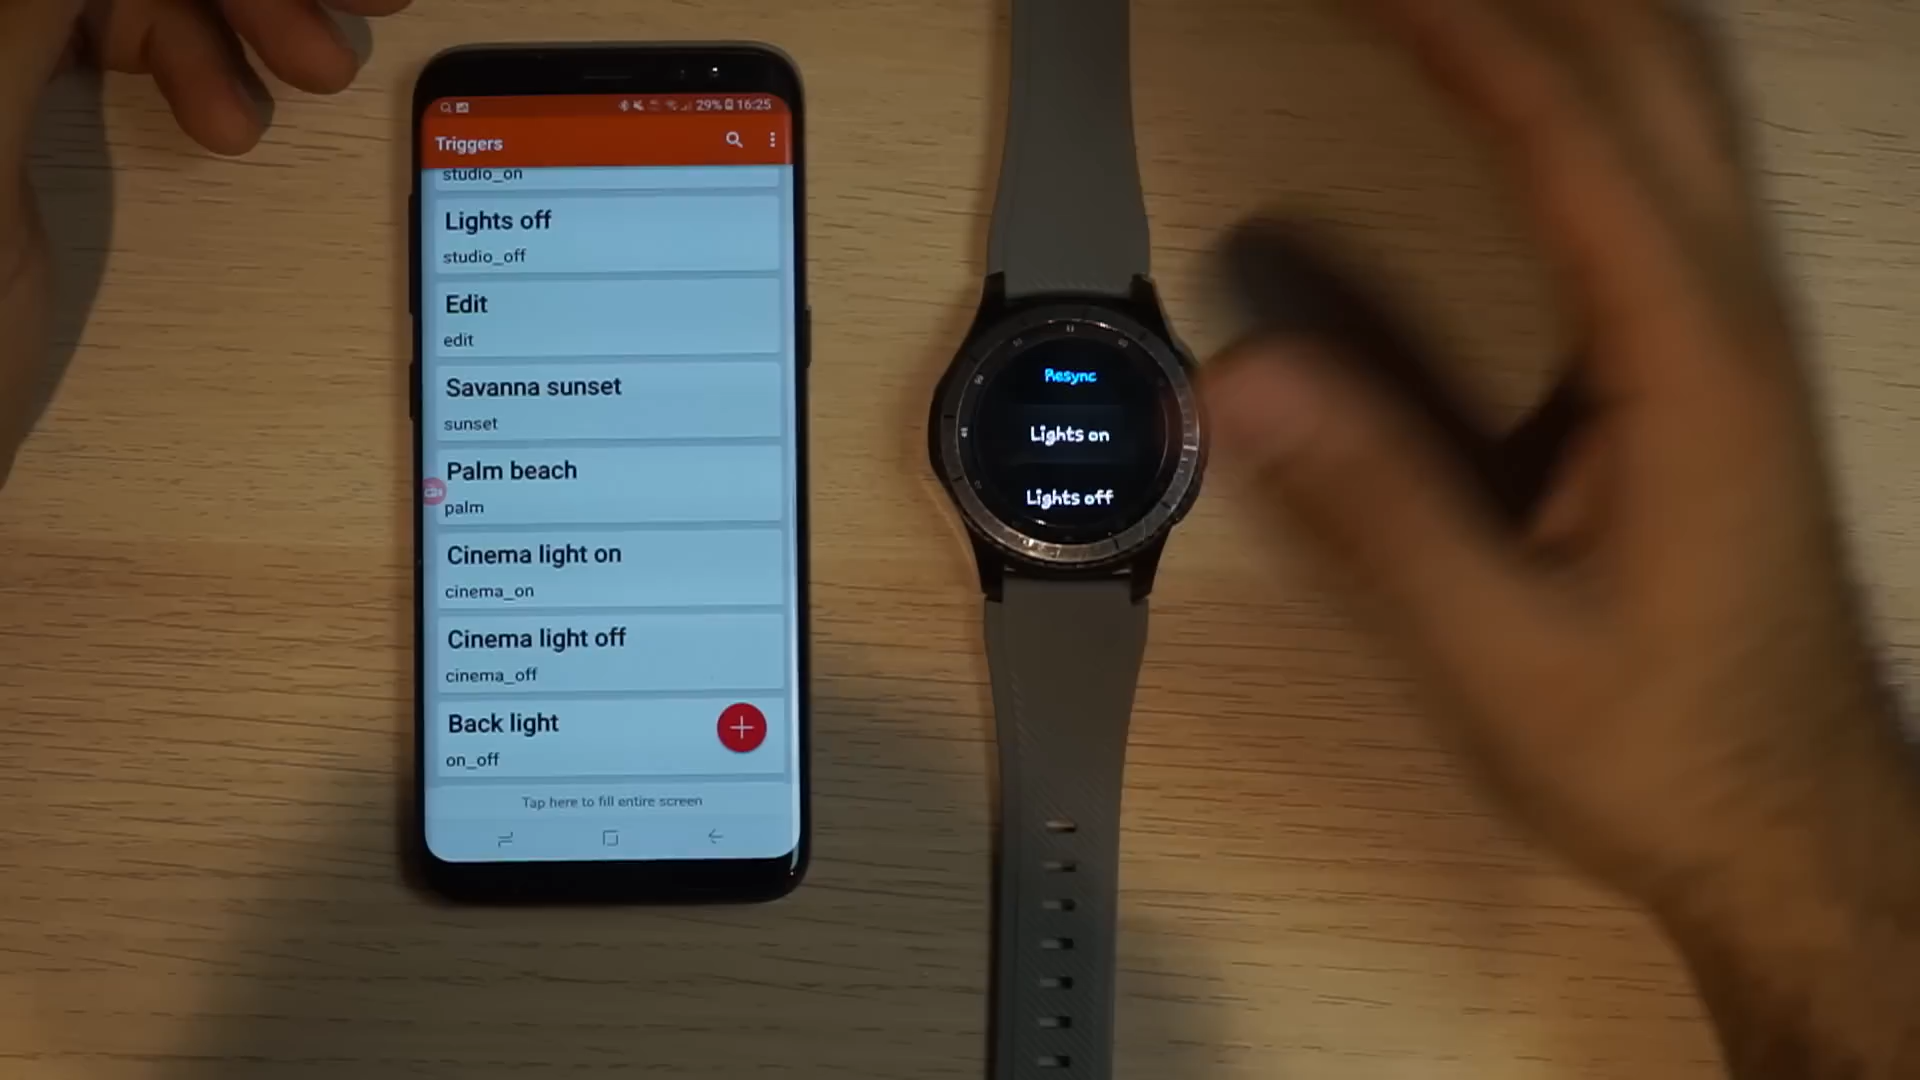 29% 16:25
Triggers
studio_on
Lights off
studio_off
Edit
edit
Savanna sunset
sunset
Palm beach
palm
Cinema light on
cinema_on
Cinema light off
cinema_off
Back light
on_off
Tap here to fill entire screen
Resync
Lights on
Lights off